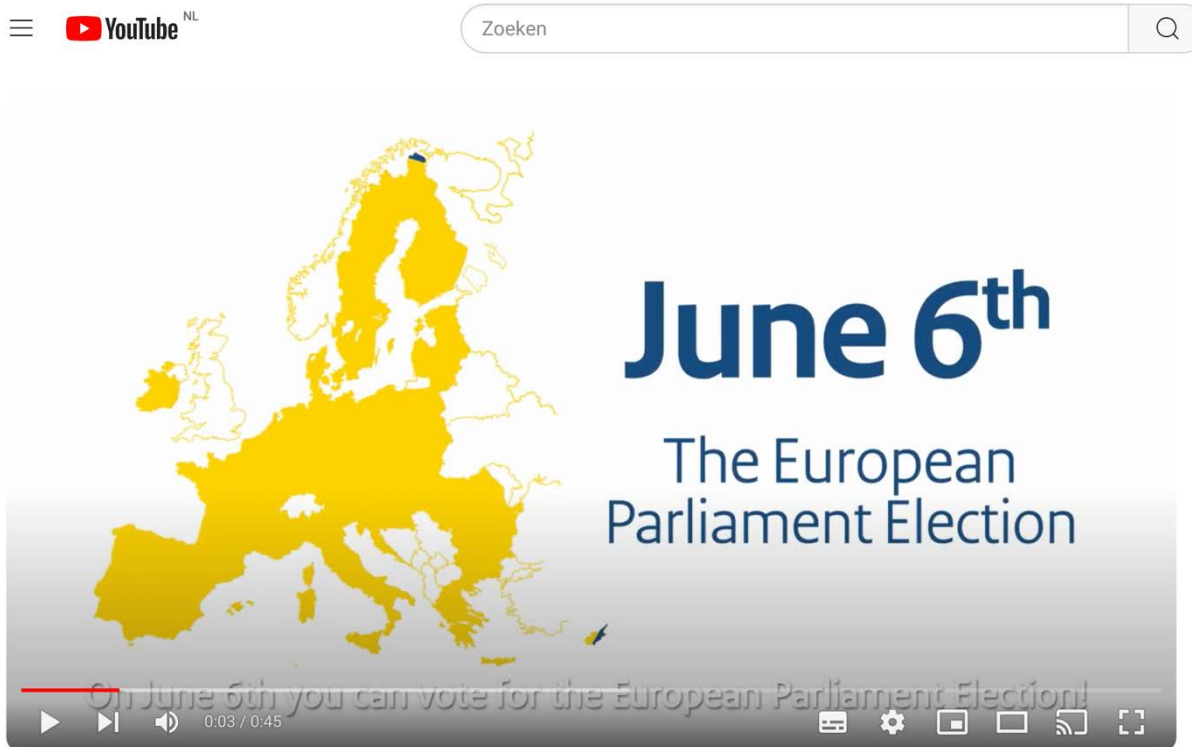 YouTube NL
Zoeken
June 6th
The European
Parliament Election
On June 6th you can vote for the European Parliament Election!
0:03 / 0:45